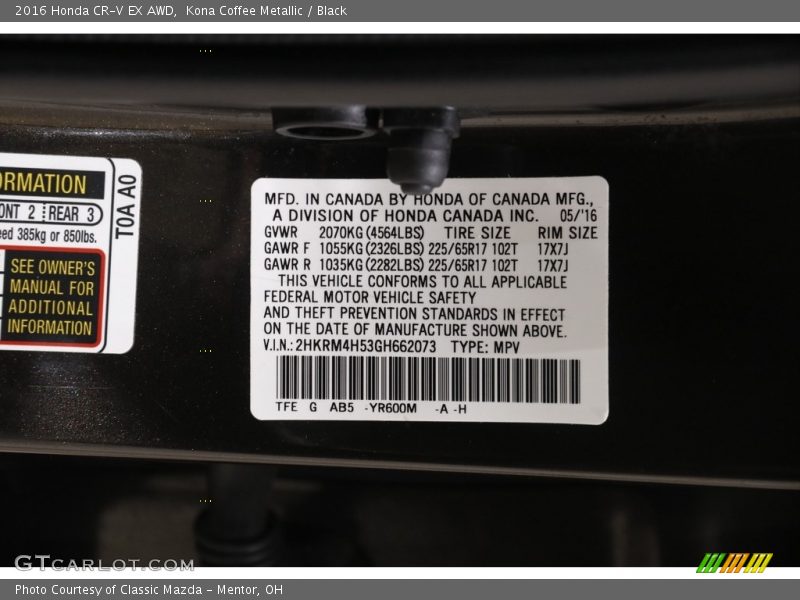 2016 Honda CR-V EX AWD,  Kona Coffee Metallic / Black
ORMATION
ONT 2 REAR 3
eed 385kg or 850lbs.
SEE OWNER'S
MANUAL FOR
ADDITIONAL
INFORMATION
T0A A0
MFD. IN CANADA BY HONDA OF CANADA MFG.,
A DIVISION OF HONDA CANADA INC. 05/'16
GVWR 2070KG (4564LBS) TIRE SIZE RIM SIZE
GAWR F 1055KG (2326LBS) 225/65R17 102T 17X7J
GAWR R 1035KG (2282LBS) 225/65R17 102T 17X7J
THIS VEHICLE CONFORMS TO ALL APPLICABLE
FEDERAL MOTOR VEHICLE SAFETY
AND THEFT PREVENTION STANDARDS IN EFFECT
ON THE DATE OF MANUFACTURE SHOWN ABOVE.
V.I.N.: 2HKRM4H53GH662073 TYPE: MPV
TFE G AB5 -YR600M -A -H
GTCARLOT.COM
Photo Courtesy of Classic Mazda - Mentor, OH